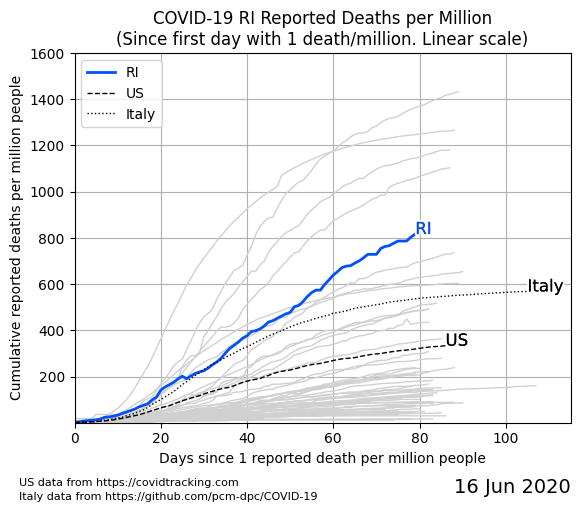 COVID-19 RI Reported Deaths per Million
(Since first day with 1 death/million. Linear scale)
Cumulative reported deaths per million people
1600
1400
1200
1000
800
600
400
200
RI
US
Italy
RI
Italy
US
0
20
40
60
80
100
Days since 1 reported death per million people
US data from https://covidtracking.com
Italy data from https://github.com/pcm-dpc/COVID-19
16 Jun 2020